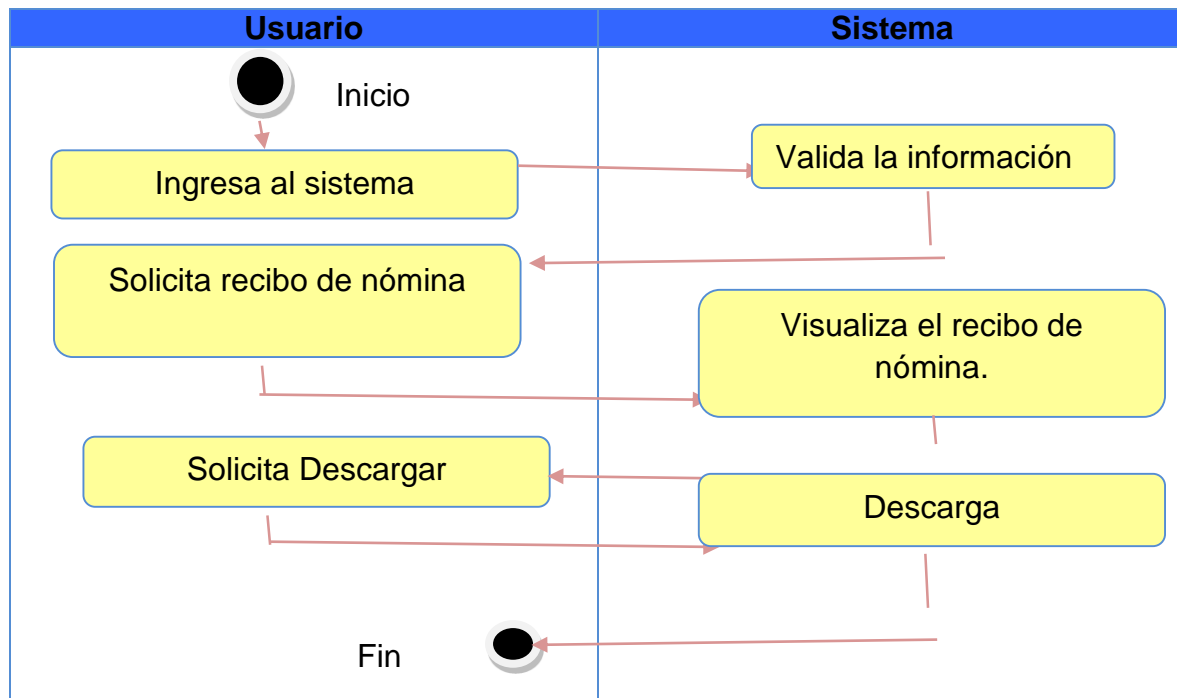 Usuario
Sistema
Inicio
Ingresa al sistema
Valida la información
Solicita recibo de nómina
Visualiza el recibo de
nómina.
Solicita Descargar
Descarga
Fin